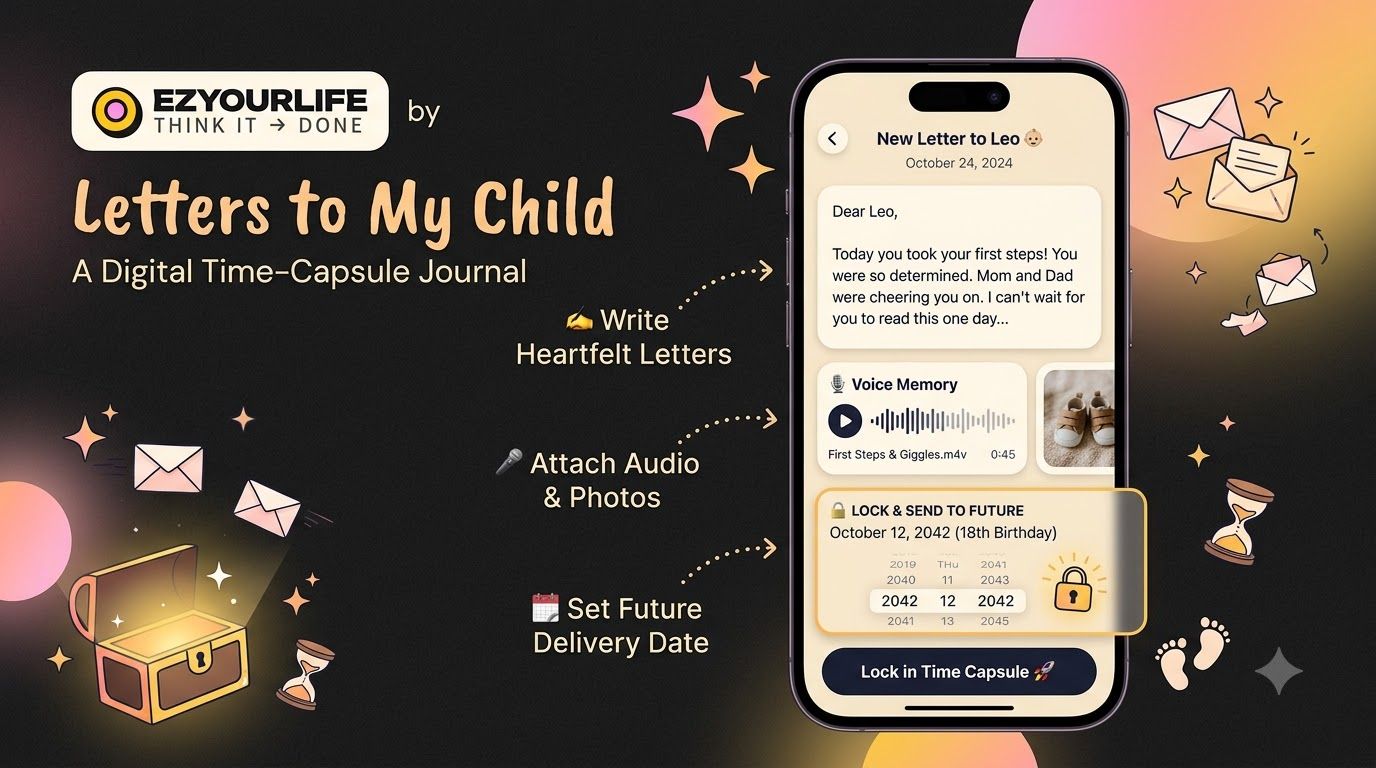 EZYOURLIFE
THINK IT → DONE
by
Letters to My Child
A Digital Time-Capsule Journal
✍️ Write
Heartfelt Letters
🎤 Attach Audio
& Photos
📅 Set Future
Delivery Date
New Letter to Leo 👶🏻
October 24, 2024
Dear Leo,
Today you took your first steps! You
were so determined. Mom and Dad
were cheering you on. I can't wait for
you to read this one day...
🎙️ Voice Memory
First Steps & Giggles.m4v 0:45
🔒 LOCK & SEND TO FUTURE
October 12, 2042 (18th Birthday)
2019 THu 2041
2040 11 2043
2042 12 2042
2041 13 2045
Lock in Time Capsule 🚀